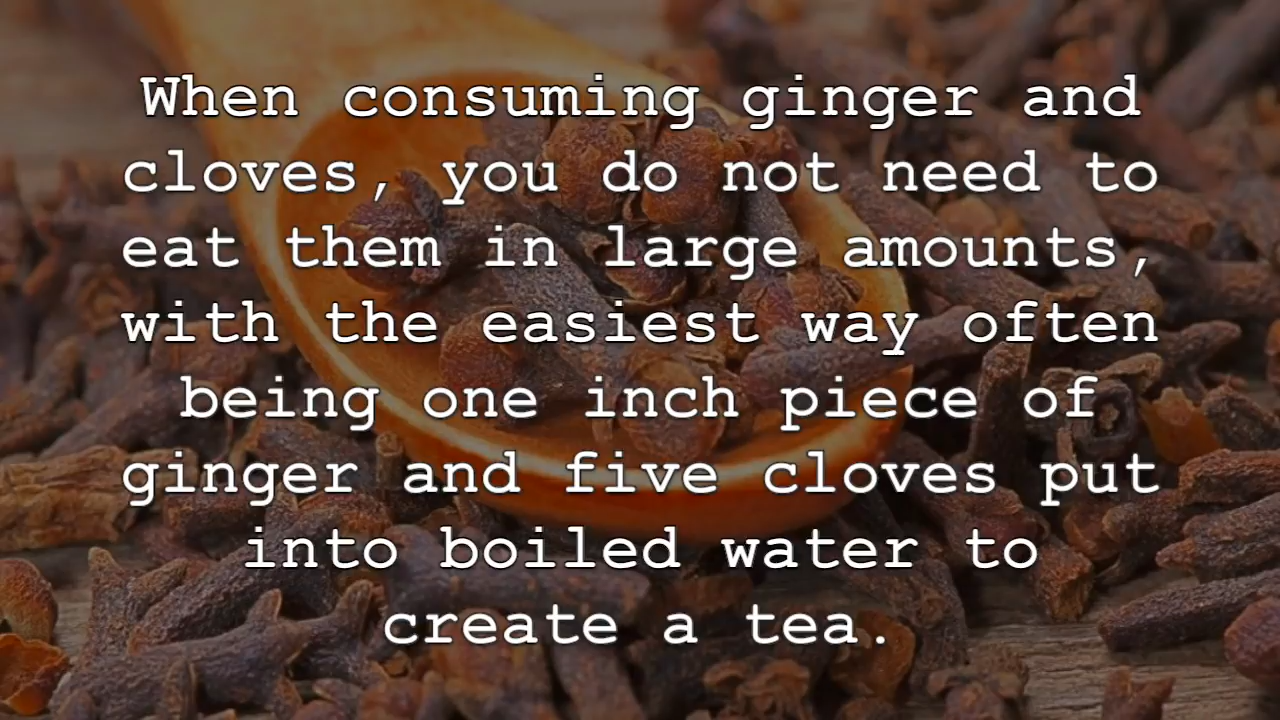 When consuming ginger and
cloves, you do not need to
eat them in large amounts,
with the easiest way often
being one inch piece of
ginger and five cloves put
into boiled water to
create a tea.